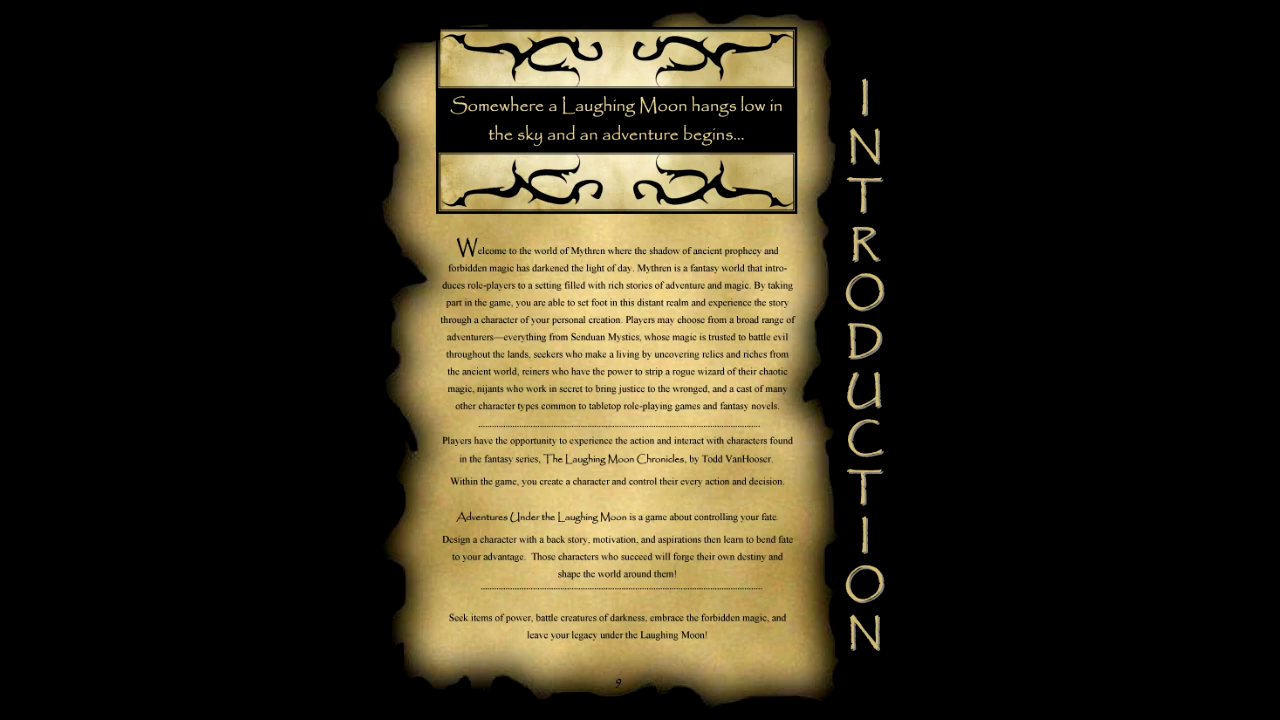 Somewhere a Laughing Moon hangs low in
the sky and an adventure begins...
Welcome to the world of Mythren where the shadow of ancient prophecy and
forbidden magic has darkened the light of day. Mythren is a fantasy world that intro-
duces role-players to a setting filled with rich stories of adventure and magic. By taking
part in the game, you are able to set foot in this distant realm and experience the story
through a character of your personal creation. Players may choose from a broad range of
adventurers—everything from Senduan Mystics, whose magic is trusted to battle evil
throughout the lands, seekers who make a living by uncovering relics and riches from
the ancient world, reiners who have the power to strip a rogue wizard of their chaotic
magic, nijants who work in secret to bring justice to the wronged, and a cast of many
other character types common to tabletop role-playing games and fantasy novels.
Players have the opportunity to experience the action and interact with characters found
in the fantasy series, The Laughing Moon Chronicles, by Todd VanHooser.
Within the game, you create a character and control their every action and decision.
Adventures Under the Laughing Moon is a game about controlling your fate.
Design a character with a back story, motivation, and aspirations then learn to bend fate
to your advantage. Those characters who succeed will forge their own destiny and
shape the world around them!
Seek items of power, battle creatures of darkness, embrace the forbidden magic, and
leave your legacy under the Laughing Moon!
9
INTRODUCTION